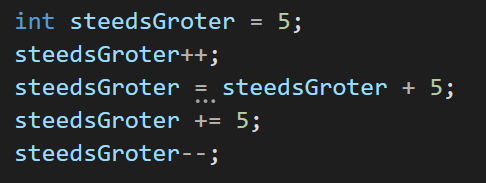 int steedsGroter = 5;
steedsGroter++;
steedsGroter = steedsGroter + 5;
steedsGroter += 5;
steedsGroter--;